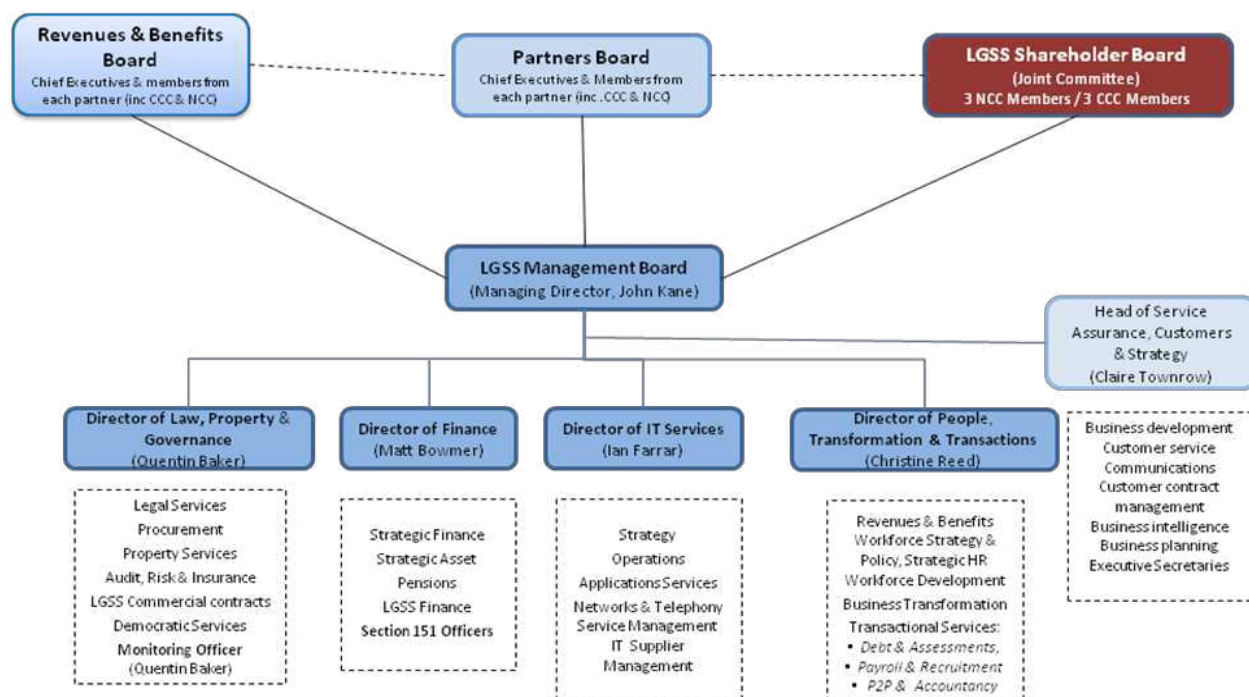 Revenues & Benefits
Board
Chief Executives & members from
each partner (inc CCC & NCC)
Partners Board
Chief Executives & Members from
each partner (inc .CCC & NCC)
LGSS Shareholder Board
(Joint Committee)
3 NCC Members / 3 CCC Members
LGSS Management Board
(Managing Director, John Kane)
Head of Service
Assurance, Customers
& Strategy
(Claire Townrow)
Director of Law, Property &
Governance
(Quentin Baker)
Director of Finance
(Matt Bowmer)
Director of IT Services
(Ian Farrar)
Director of People,
Transformation & Transactions
(Christine Reed)
Legal Services
Procurement
Property Services
Audit, Risk & Insurance
LGSS Commercial contracts
Democratic Services
Monitoring Officer
(Quentin Baker)
Strategic Finance
Strategic Asset
Pensions
LGSS Finance
Section 151 Officers
Strategy
Operations
Applications Services
Networks & Telephony
Service Management
IT Supplier
Management
Revenues & Benefits
Workforce Strategy &
Policy, Strategic HR
Workforce Development
Business Transformation
Transactional Services:
▪ Debt & Assessments,
▪ Payroll & Recruitment
▪ P2P & Accountancy
Business development
Customer service
Communications
Customer contract
management
Business intelligence
Business planning
Executive Secretaries